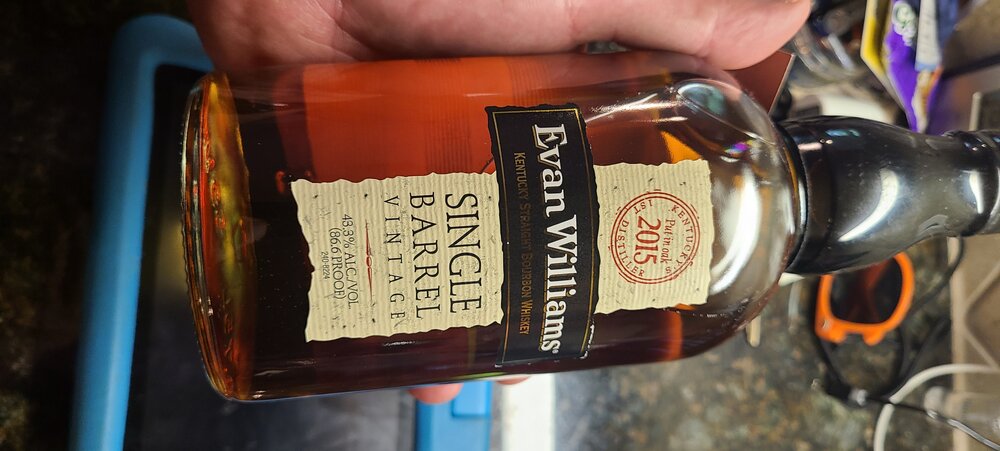 KENTUCKY'S 1ST DISTILLER
Put in oak
2015
Evan Williams®
KENTUCKY STRAIGHT BOURBON WHISKEY
SINGLE
BARREL
VINTAGE
43.3% ALC./VOL
(86.6 PROOF)